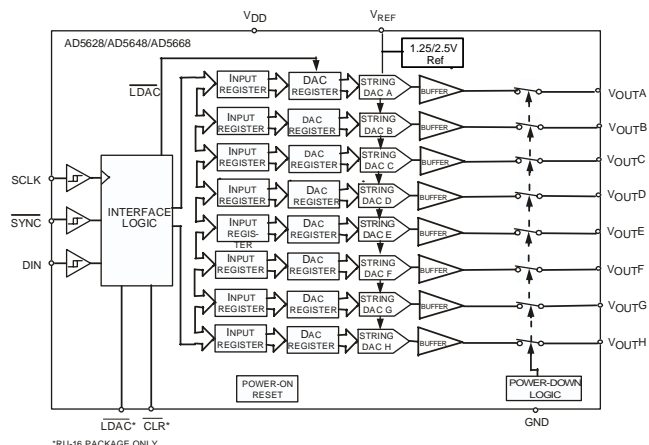 VDD
VREF
AD5628/AD5648/AD5668
1.25/2.5V
Ref
LDAC
INPUT
REGISTER
DAC
REGISTER
STRING
DAC A
BUFFER
VOUTA
INPUT
REGISTER
DAC
REGISTER
STRING
DAC B
BUFFER
VOUTB
INPUT
REGISTER
DAC
REGISTER
STRING
DAC C
BUFFER
VOUTC
SCLK
INPUT
REGISTER
DAC
REGISTER
STRING
DAC D
BUFFER
VOUTD
SYNC
INTERFACE
LOGIC
INPUT
REGIS-
TER
DAC
REGISTER
STRING
DAC E
BUFFER
VOUTE
DIN
INPUT
REGISTER
DAC
REGISTER
STRING
DAC F
BUFFER
VOUTF
INPUT
REGISTER
DAC
REGISTER
STRING
DAC G
BUFFER
VOUTG
INPUT
REGISTER
DAC
REGISTER
STRING
DAC H
BUFFER
VOUTH
POWER-ON
RESET
POWER-DOWN
LOGIC
LDAC* CLR*
GND
*RU-16 PACKAGE ONLY